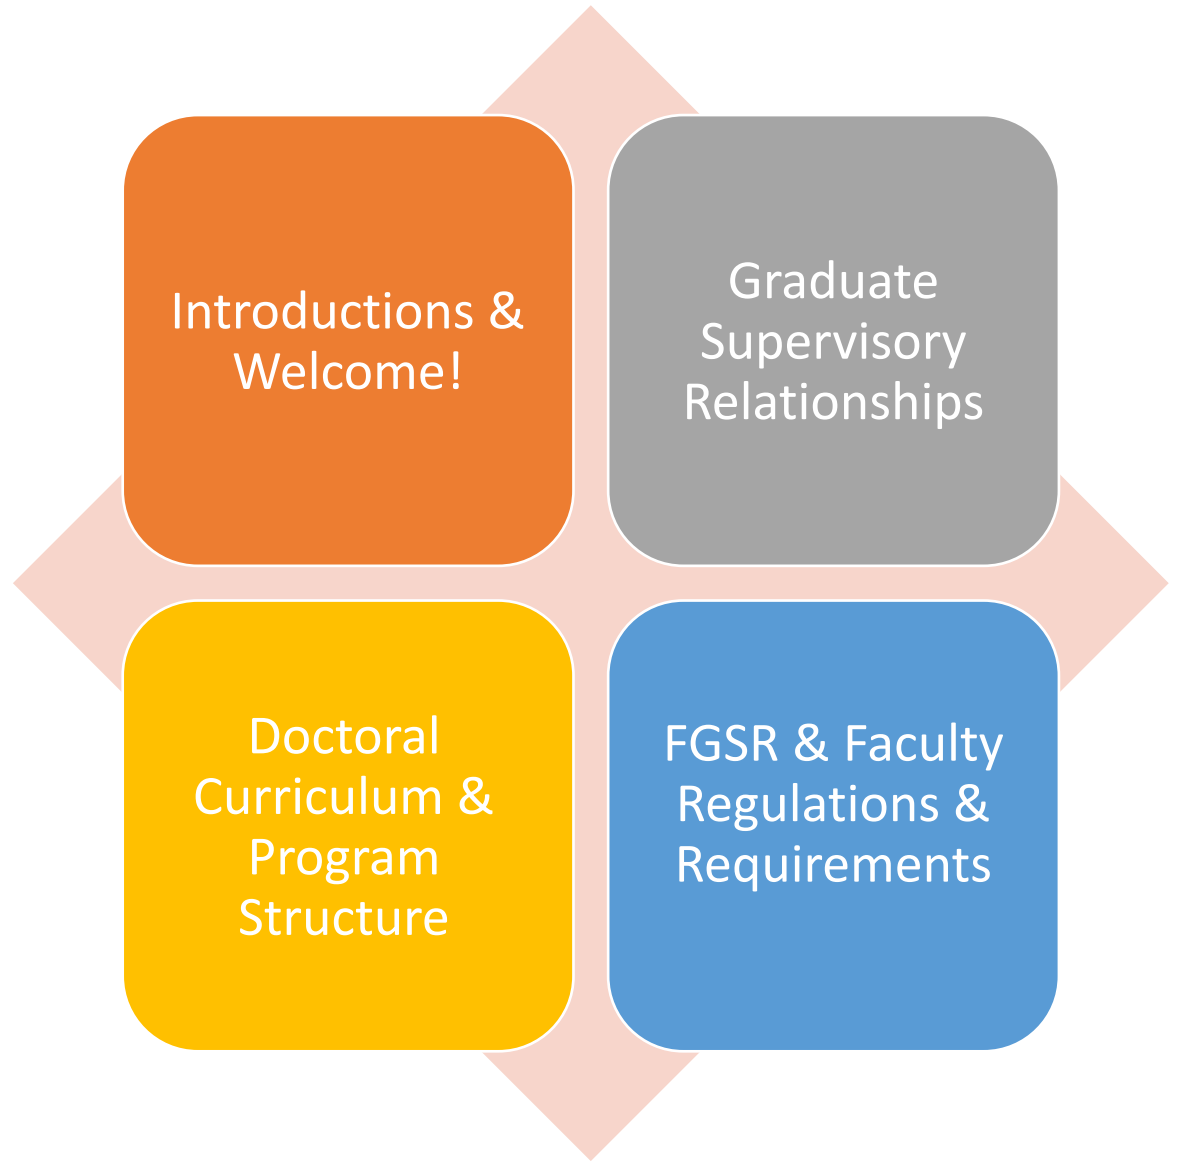 Introductions &
Welcome!
Graduate
Supervisory
Relationships
Doctoral
Curriculum &
Program
Structure
FGSR & Faculty
Regulations &
Requirements